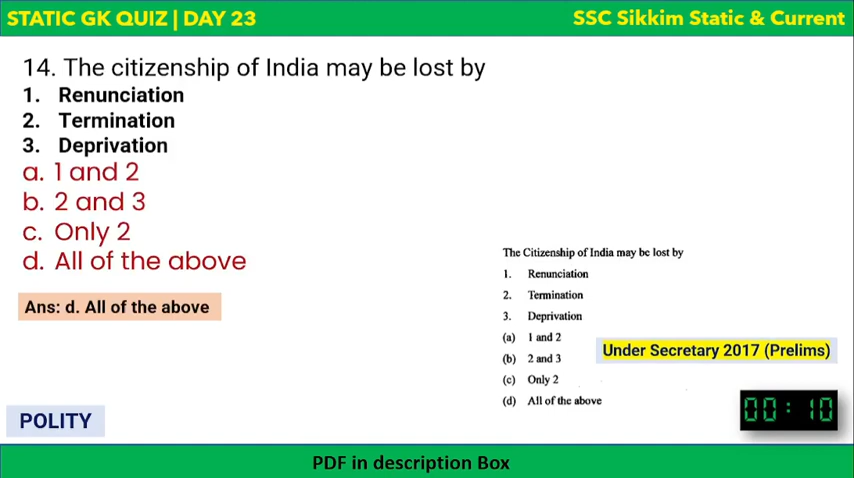 STATIC GK QUIZ | DAY 23
SSC Sikkim Static & Current
14. The citizenship of India may be lost by
1. Renunciation
2. Termination
3. Deprivation
a. 1 and 2
b. 2 and 3
c. Only 2
d. All of the above
Ans: d. All of the above
The Citizenship of India may be lost by
1. Renunciation
2. Termination
3. Deprivation
(a) 1 and 2
(b) 2 and 3
(c) Only 2
(d) All of the above
Under Secretary 2017 (Prelims)
00:10
POLITY
PDF in description Box